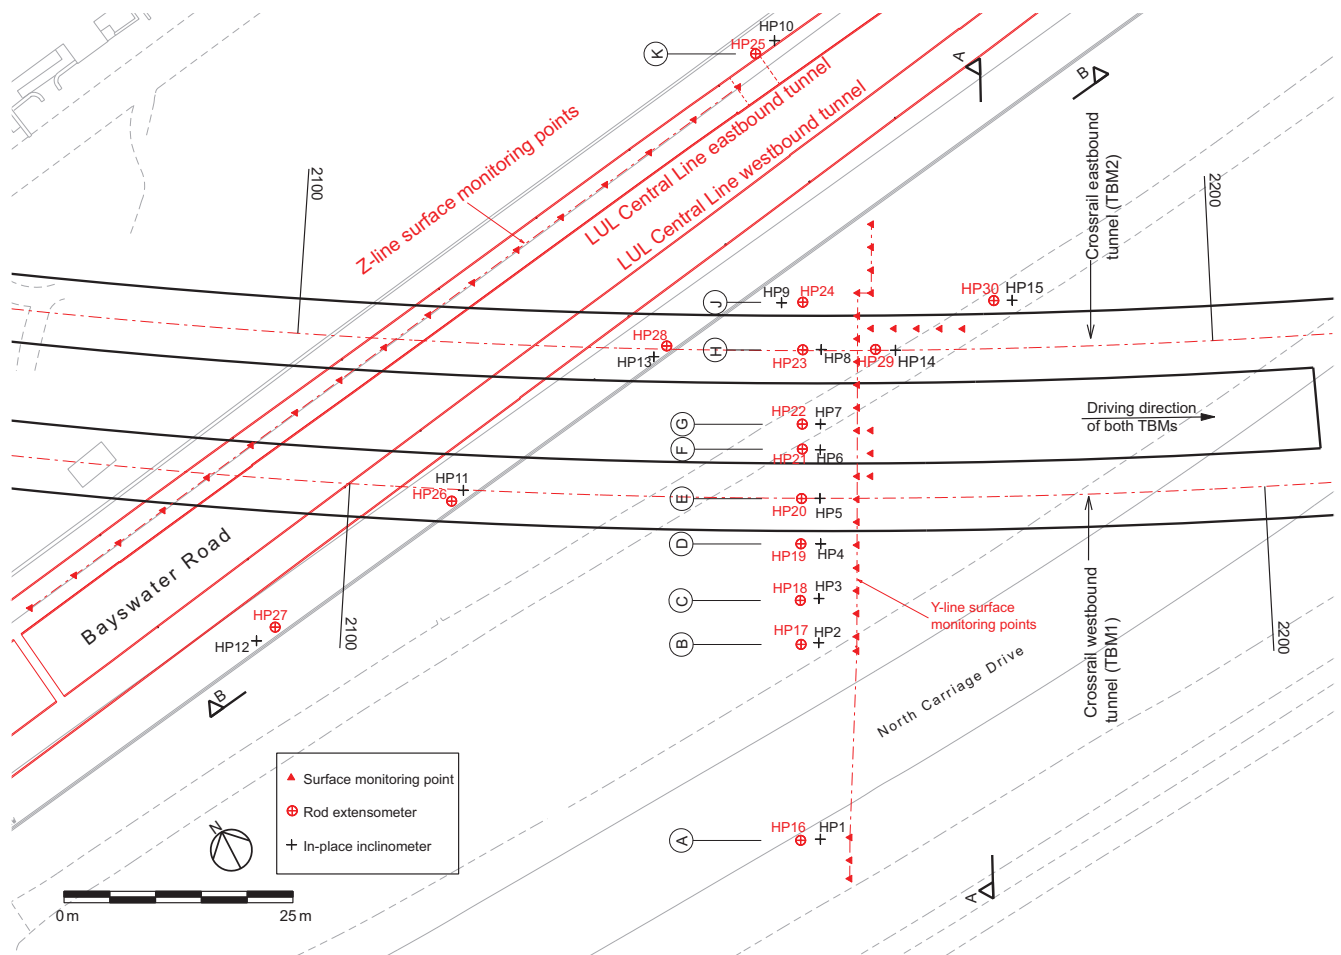 HP10
HP25
K
A
B
Z-line surface monitoring points
LUL Central Line eastbound tunnel
LUL Central Line westbound tunnel
Crossrail eastbound
tunnel (TBM2)
2100
2200
J
HP9
HP24
HP30
HP15
HP28
HP13
H
HP23
HP8
HP29
HP14
G
HP22
HP7
Driving direction
of both TBMs
F
HP21
HP6
HP11
HP26
E
HP20
HP5
D
HP19
HP4
Bayswater Road
C
HP18
HP3
Y-line surface
monitoring points
Crossrail westbound
tunnel (TBM1)
HP27
HP12
2100
B
HP17
HP2
2200
North Carriage Drive
B
Surface monitoring point
Rod extensometer
In-place inclinometer
N
A
HP16
HP1
A
0 m
25 m